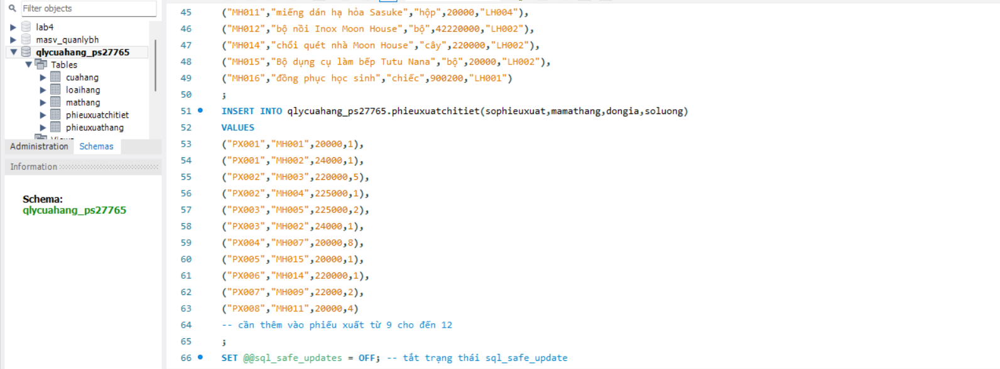 Filter objects
lab4
masv_quanlybh
qlycuahang_ps27765
Tables
cuahang
loaihang
mathang
phieuxuatchitiet
phieuxuathang
Views
Administration Schemas
Information
Schema:
qlycuahang_ps27765
45 ("MH011","miếng dán hạ hỏa Sasuke","hộp",20000,"LH004"),
46 ("MH012","bộ nồi Inox Moon House","bộ",42220000,"LH002"),
47 ("MH014","chổi quét nhà Moon House","cây",220000,"LH002"),
48 ("MH015","Bộ dụng cụ làm bếp Tutu Nana","bộ",20000,"LH002"),
49 ("MH016","đồng phục học sinh","chiếc",900200,"LH001")
50 ;
51 INSERT INTO qlycuahang_ps27765.phieuxuatchitiet(sophieuxuat,mamathang,dongia,soluong)
52 VALUES
53 ("PX001","MH001",20000,1),
54 ("PX001","MH002",24000,1),
55 ("PX002","MH003",220000,5),
56 ("PX002","MH004",225000,1),
57 ("PX003","MH005",225000,2),
58 ("PX003","MH002",24000,1),
59 ("PX004","MH007",20000,8),
60 ("PX005","MH015",20000,1),
61 ("PX006","MH014",220000,1),
62 ("PX007","MH009",22000,2),
63 ("PX008","MH011",20000,4)
64 -- cần thêm vào phiếu xuất từ 9 cho đến 12
65 ;
66 SET @@sql_safe_updates = OFF; -- tắt trạng thái sql_safe_update